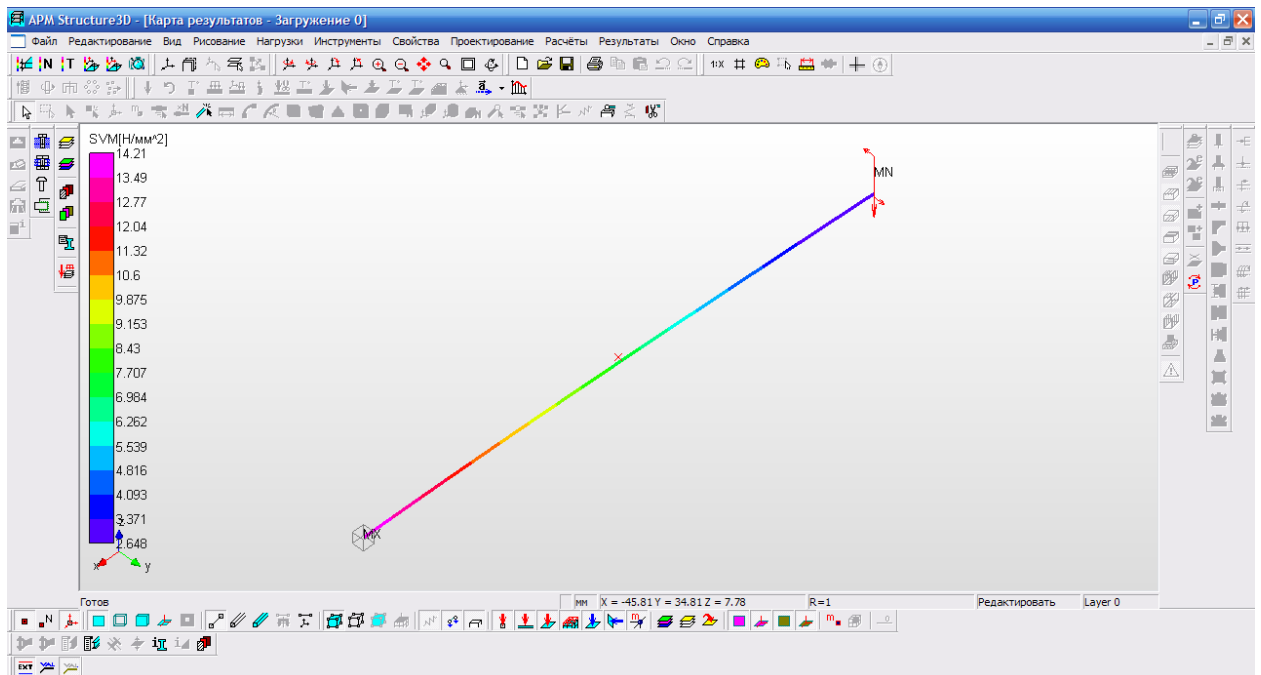 APM Structure3D - [Карта результатов - Загружение 0]
Файл Редактирование Вид Рисование Нагрузки Инструменты Свойства Проектирование Расчёты Результаты Окно Справка
SVM[Н/мм^2]
14.21
13.49
12.77
12.04
11.32
10.6
9.875
9.153
8.43
7.707
6.984
6.262
5.539
4.816
4.093
3.371
2.648
MN
MX
z
x
y
Готов мм X = -45.81 Y = 34.81 Z = 7.78 R=1 Редактировать Layer 0
EXT